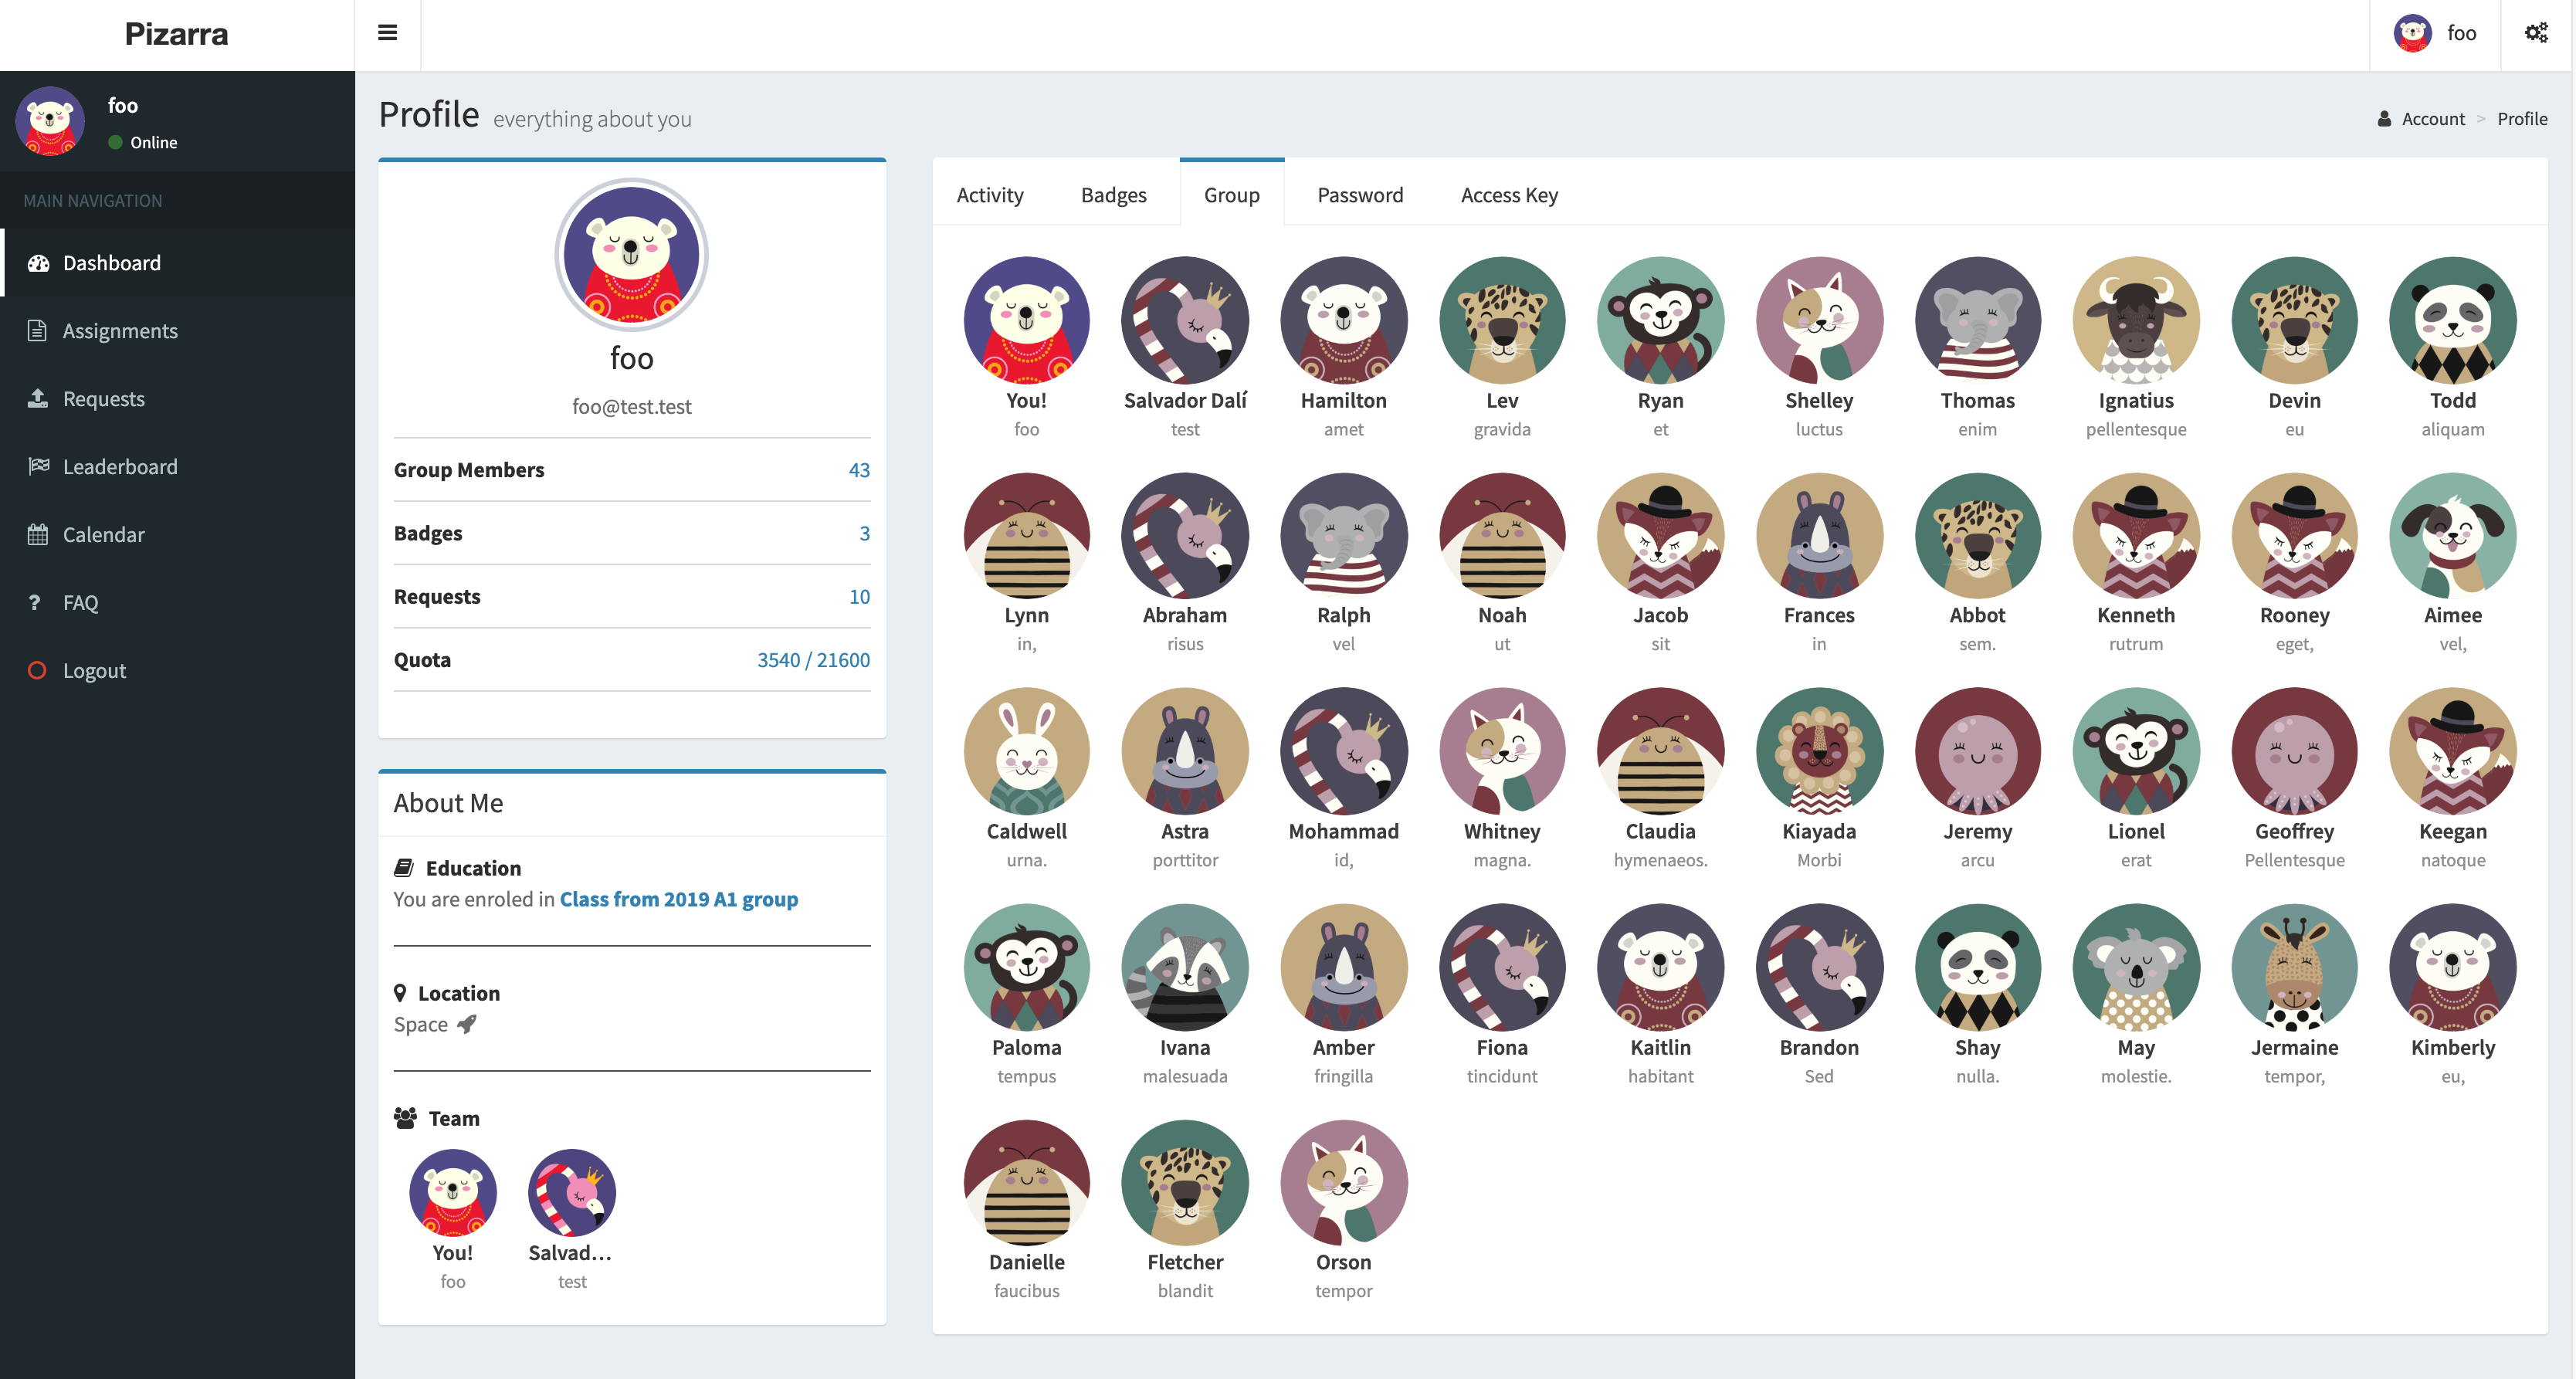 Pizarra
foo
foo
Online
MAIN NAVIGATION
Dashboard
Assignments
Requests
Leaderboard
Calendar
FAQ
Logout
Profile everything about you
Account > Profile
foo
foo@test.test
Group Members 43
Badges 3
Requests 10
Quota 3540 / 21600
About Me
Education
You are enroled in Class from 2019 A1 group
Location
Space
Team
You! Salvad...
foo test
Activity Badges Group Password Access Key
You! Salvador Dalí Hamilton Lev Ryan Shelley Thomas Ignatius Devin Todd
foo test amet gravida et luctus enim pellentesque eu aliquam
Lynn Abraham Ralph Noah Jacob Frances Abbot Kenneth Rooney Aimee
in, risus vel ut sit in sem. rutrum eget, vel,
Caldwell Astra Mohammad Whitney Claudia Kiayada Jeremy Lionel Geoffrey Keegan
urna. porttitor id, magna. hymenaeos. Morbi arcu erat Pellentesque natoque
Paloma Ivana Amber Fiona Kaitlin Brandon Shay May Jermaine Kimberly
tempus malesuada fringilla tincidunt habitant Sed nulla. molestie. tempor, eu,
Danielle Fletcher Orson
faucibus blandit tempor